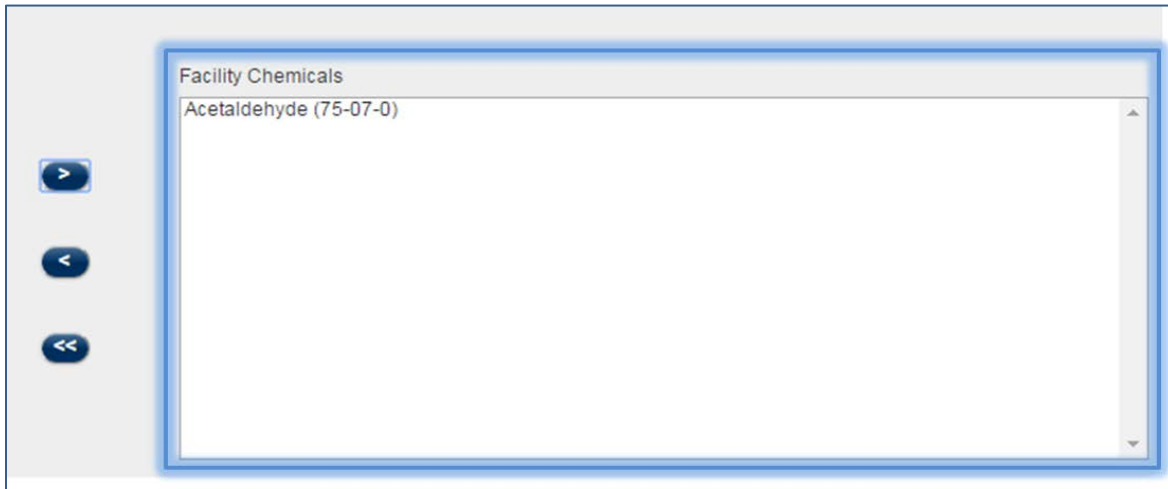 Facility Chemicals
Acetaldehyde (75-07-0)
>
<
<<